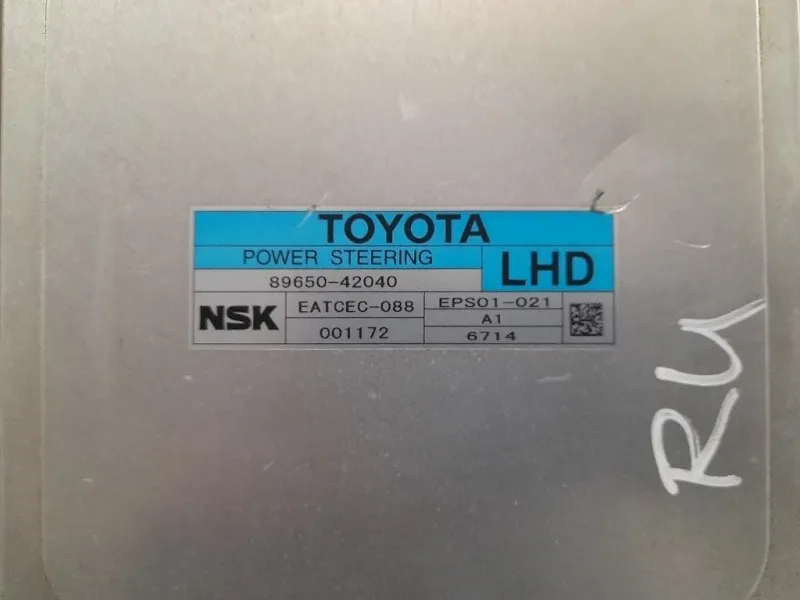 TOYOTA
POWER STEERING
LHD
89650-42040
NSK
EATCEC-088
001172
EPS01-021
A1
6714
RU